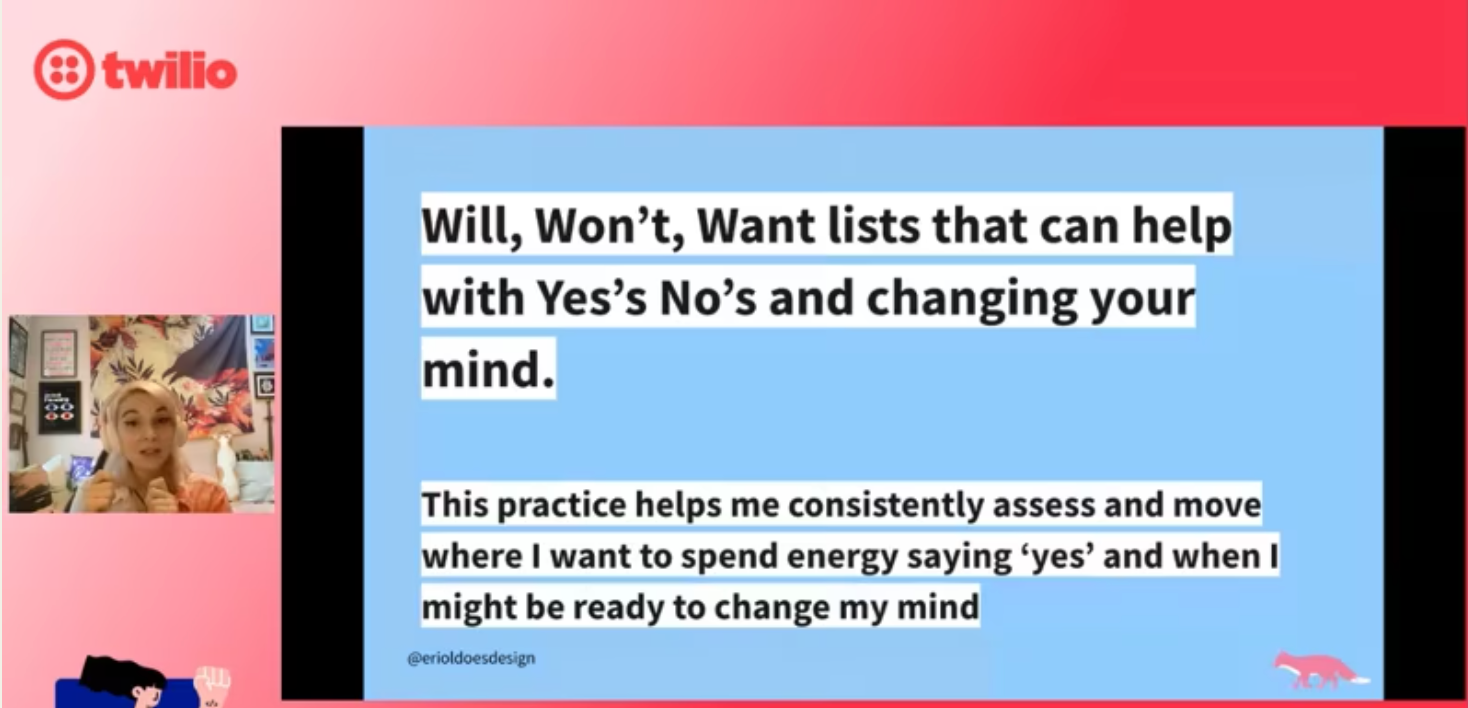 twilio
Will, Won’t, Want lists that can help
with Yes’s No’s and changing your
mind.
This practice helps me consistently assess and move
where I want to spend energy saying ‘yes’ and when I
might be ready to change my mind
@erioldoesdesign